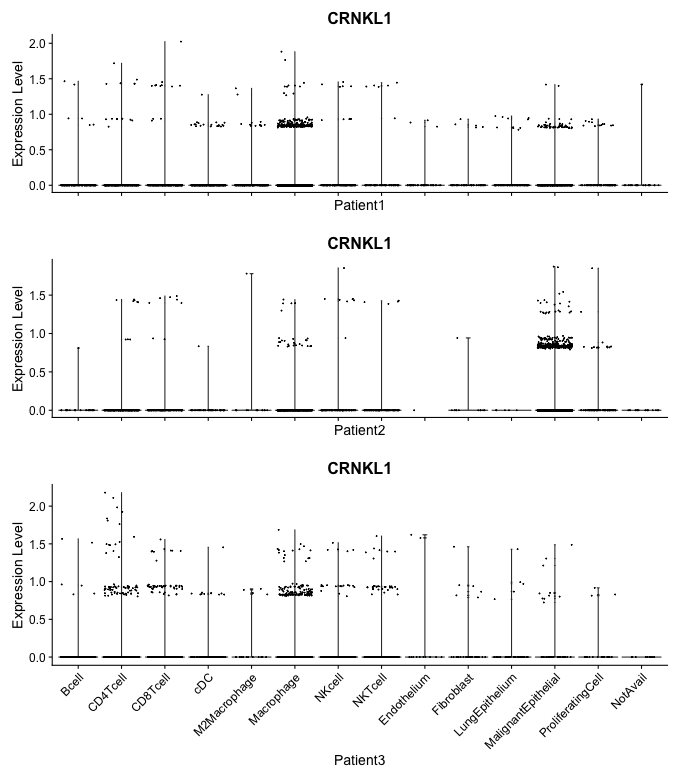 CRNKL1
Expression Level
2.0
1.5
1.0
0.5
0.0
Patient1
CRNKL1
Expression Level
1.5
1.0
0.5
0.0
Patient2
CRNKL1
Expression Level
2.0
1.5
1.0
0.5
0.0
Bcell
CD4Tcell
CD8Tcell
cDC
M2Macrophage
Macrophage
NKcell
NKTcell
Endothelium
Fibroblast
LungEpithelium
MalignantEpithelial
ProliferatingCell
NotAvail
Patient3